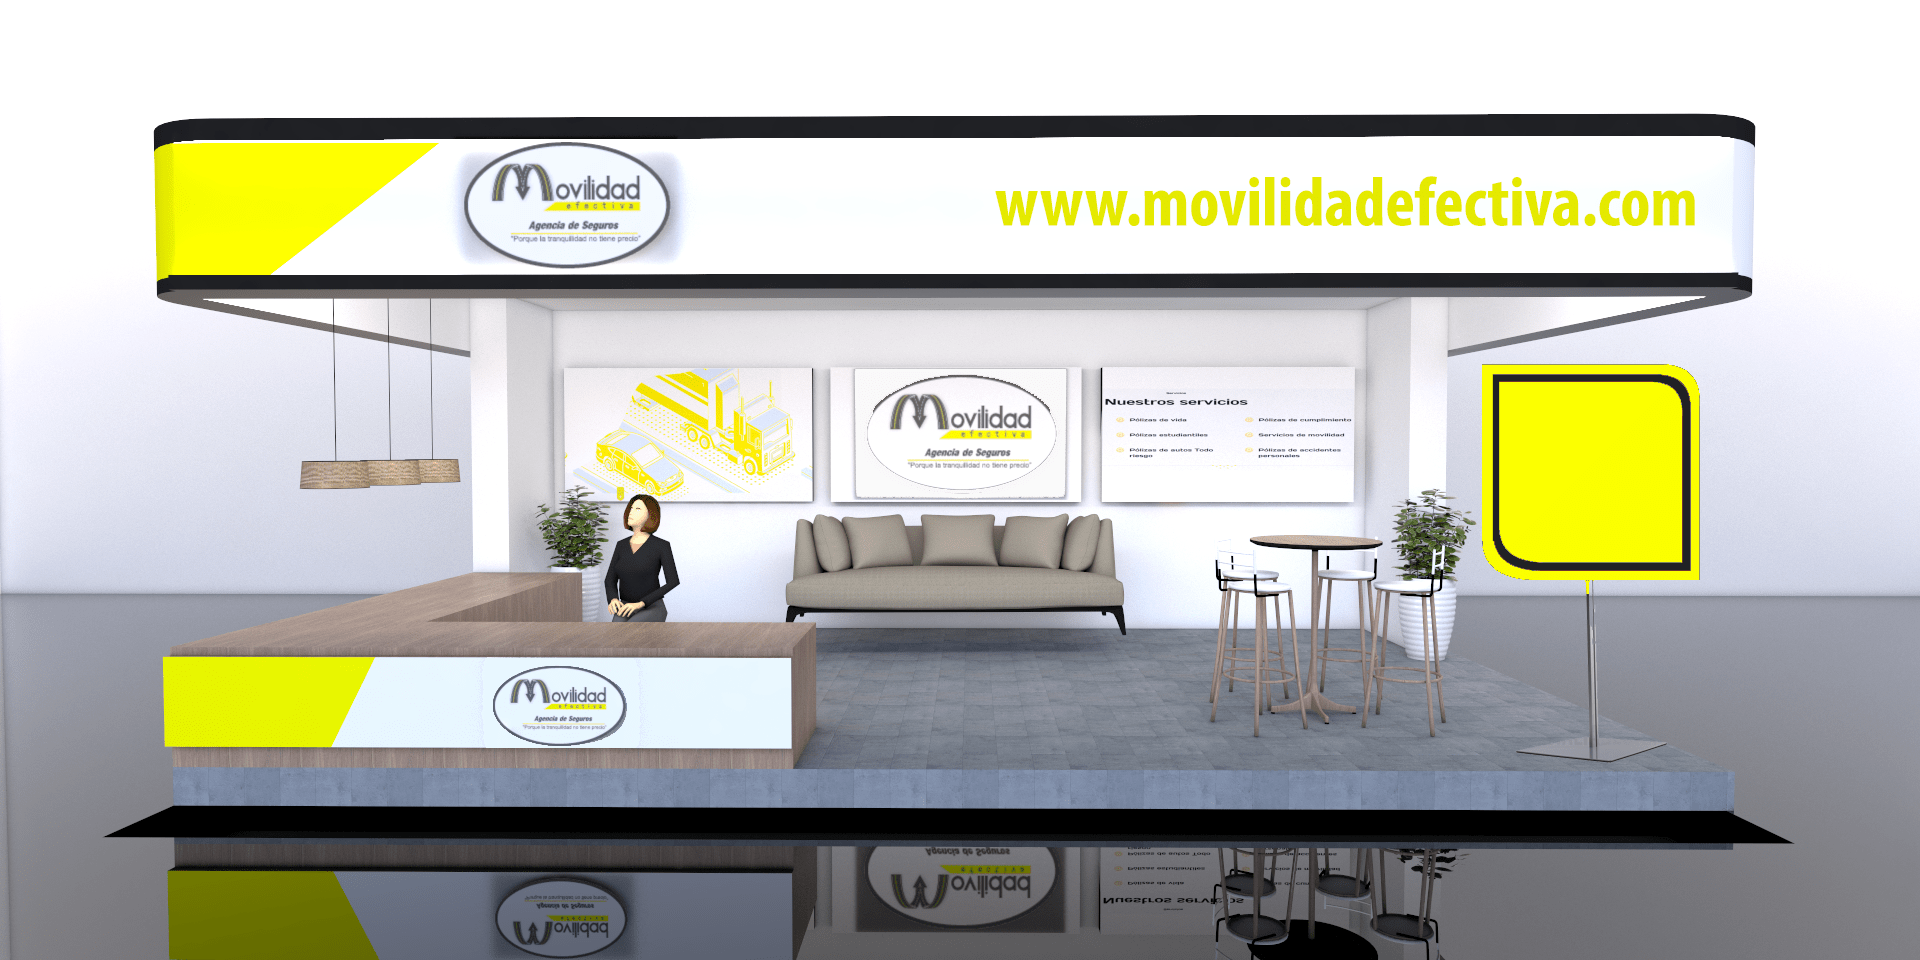 Movilidad
efectiva
Agencia de Seguros
"Porque la tranquilidad no tiene precio"
www.movilidadefectiva.com
Movilidad
efectiva
Agencia de Seguros
"Porque la tranquilidad no tiene precio"
Servicios
Nuestros servicios
Pólizas de vida
Pólizas estudiantiles
Pólizas de autos Todo
riesgo
Pólizas de cumplimiento
Servicios de movilidad
Pólizas de accidentes
personales
Movilidad
efectiva
Agencia de Seguros
"Porque la tranquilidad no tiene precio"